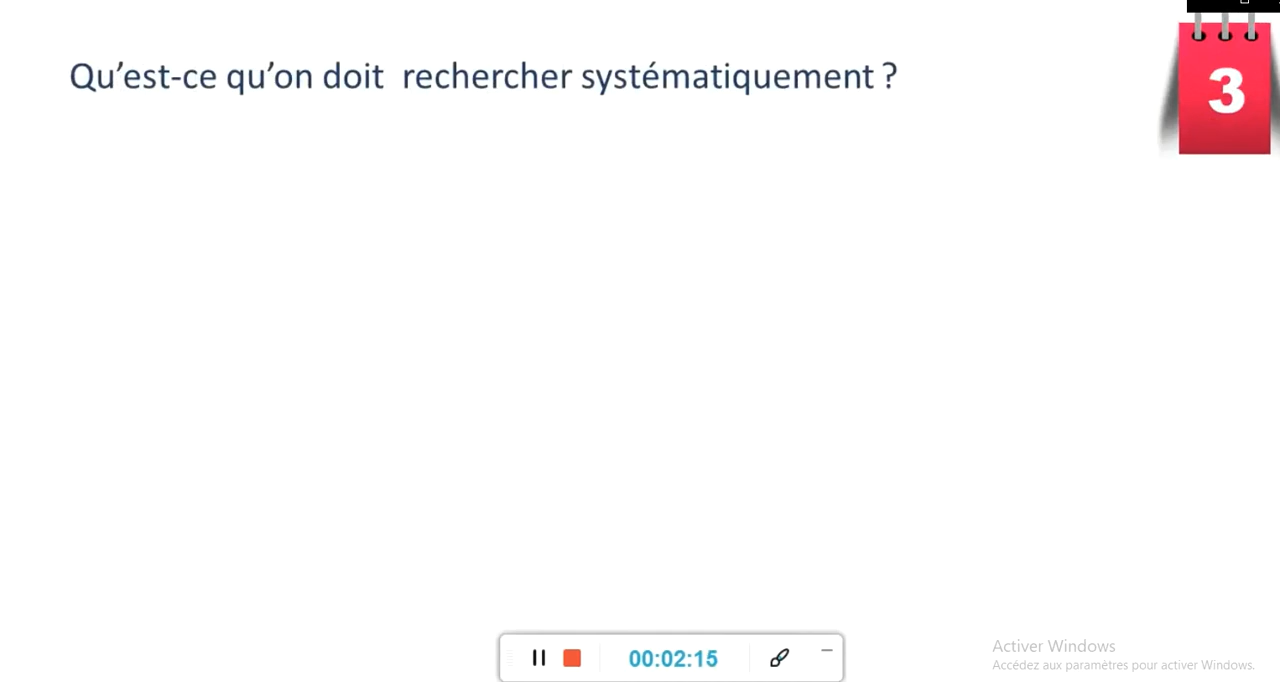 Qu’est-ce qu’on doit  rechercher systématiquement ?
3
00:02:15
Activer Windows
Accédez aux paramètres pour activer Windows.